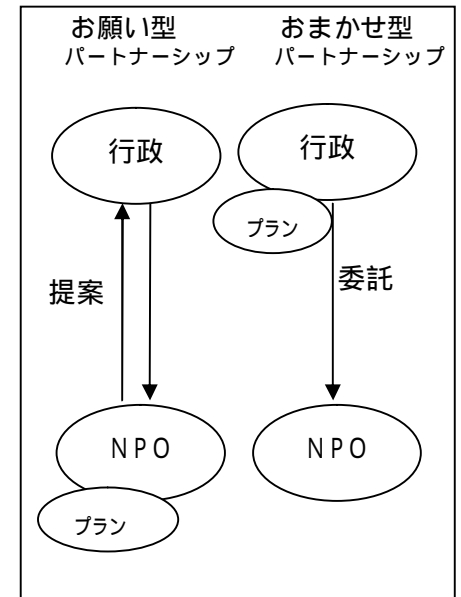 お願い型
パートナーシップ
おまかせ型
パートナーシップ
行政
行政
プラン
提案
委託
ＮＰＯ
ＮＰＯ
プラン